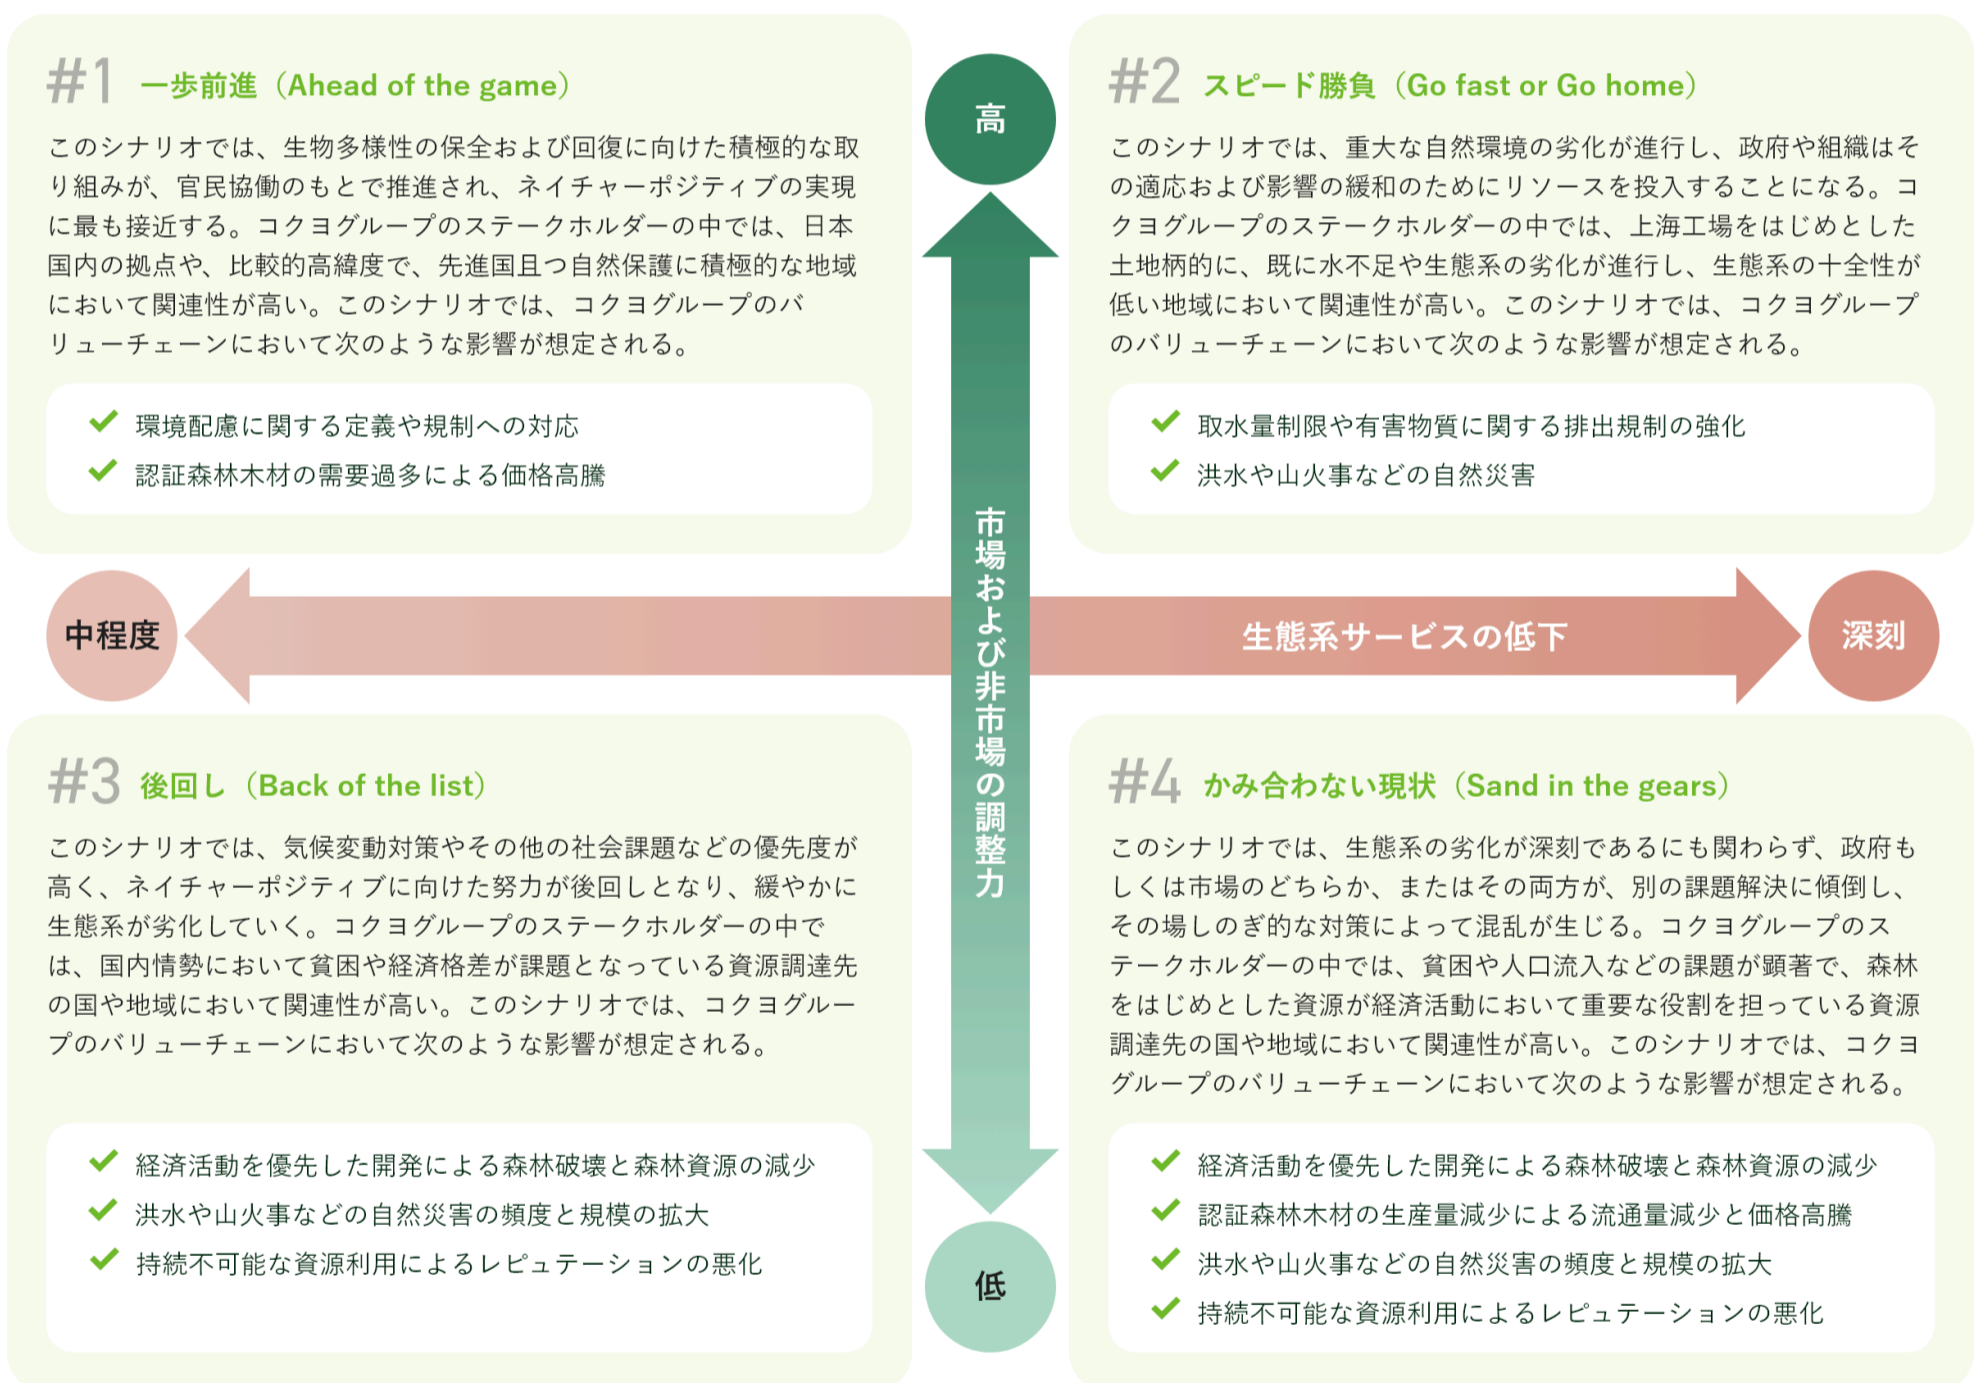 #1 一歩前進（Ahead of the game）
このシナリオでは、生物多様性の保全および回復に向けた積極的な取
り組みが、官民協働のもとで推進され、ネイチャーポジティブの実現
に最も接近する。コクヨグループのステークホルダーの中では、日本
国内の拠点や、比較的高緯度で、先進国且つ自然保護に積極的な地域
において関連性が高い。このシナリオでは、コクヨグループのバ
リューチェーンにおいて次のような影響が想定される。
環境配慮に関する定義や規制への対応
認証森林木材の需要過多による価格高騰
高
#2 スピード勝負（Go fast or Go home）
このシナリオでは、重大な自然環境の劣化が進行し、政府や組織はそ
の適応および影響の緩和のためにリソースを投入することになる。コ
クヨグループのステークホルダーの中では、上海工場をはじめとした
土地柄的に、既に水不足や生態系の劣化が進行し、生態系の十全性が
低い地域において関連性が高い。このシナリオでは、コクヨグループ
のバリューチェーンにおいて次のような影響が想定される。
取水量制限や有害物質に関する排出規制の強化
洪水や山火事などの自然災害
市場および非市場の調整力
中程度
生態系サービスの低下
深刻
#3 後回し（Back of the list）
このシナリオでは、気候変動対策やその他の社会課題などの優先度が
高く、ネイチャーポジティブに向けた努力が後回しとなり、緩やかに
生態系が劣化していく。コクヨグループのステークホルダーの中で
は、国内情勢において貧困や経済格差が課題となっている資源調達先
の国や地域において関連性が高い。このシナリオでは、コクヨグルー
プのバリューチェーンにおいて次のような影響が想定される。
経済活動を優先した開発による森林破壊と森林資源の減少
洪水や山火事などの自然災害の頻度と規模の拡大
持続不可能な資源利用によるレピュテーションの悪化
低
#4 かみ合わない現状（Sand in the gears）
このシナリオでは、生態系の劣化が深刻であるにも関わらず、政府も
しくは市場のどちらか、またはその両方が、別の課題解決に傾倒し、
その場しのぎ的な対策によって混乱が生じる。コクヨグループのス
テークホルダーの中では、貧困や人口流入などの課題が顕著で、森林
をはじめとした資源が経済活動において重要な役割を担っている資源
調達先の国や地域において関連性が高い。このシナリオでは、コクヨ
グループのバリューチェーンにおいて次のような影響が想定される。
経済活動を優先した開発による森林破壊と森林資源の減少
認証森林木材の生産量減少による流通量減少と価格高騰
洪水や山火事などの自然災害の頻度と規模の拡大
持続不可能な資源利用によるレピュテーションの悪化